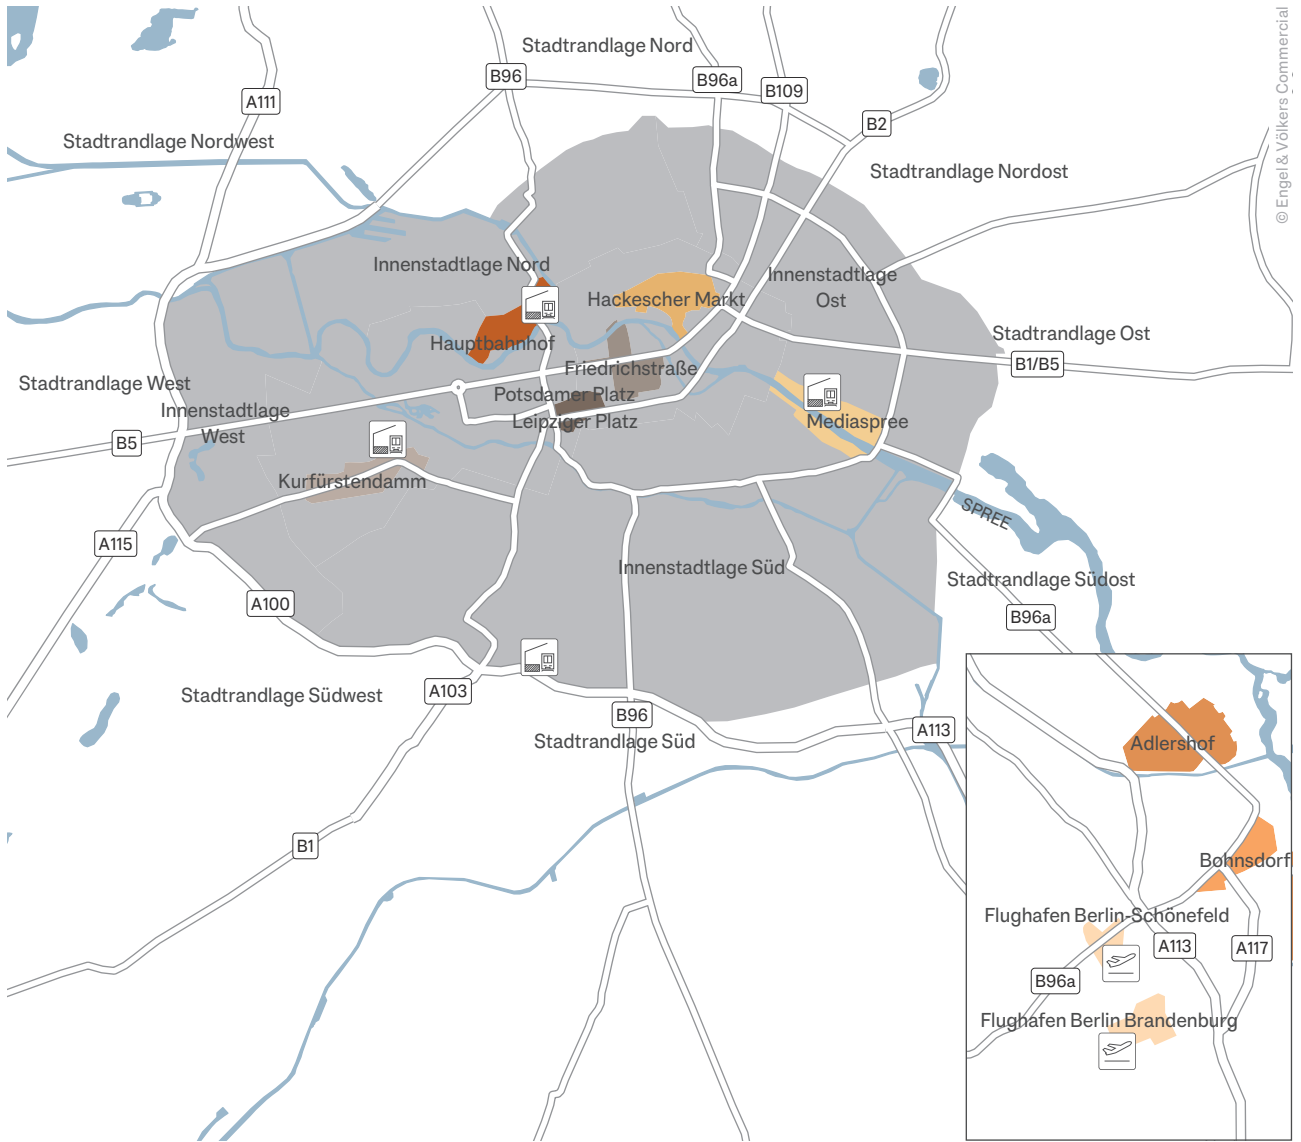 © Engel & Völkers Commercial
Stadtrandlage Nord
B96
B96a
B109
A111
B2
Stadtrandlage Nordwest
Stadtrandlage Nordost
Innenstadtlage Nord
Innenstadtlage
Ost
Hackescher Markt
Stadtrandlage Ost
Hauptbahnhof
B1/B5
Friedrichstraße
Stadtrandlage West
Potsdamer Platz
Innenstadtlage
West
Leipziger Platz
Mediaspree
B5
Kurfürstendamm
SPREE
A115
Innenstadtlage Süd
Stadtrandlage Südost
A100
B96a
Stadtrandlage Südwest
A103
B96
A113
Stadtrandlage Süd
Adlershof
B1
Bøhnsdorf
Flughafen Berlin-Schönefeld
A113
A117
B96a
Flughafen Berlin Brandenburg